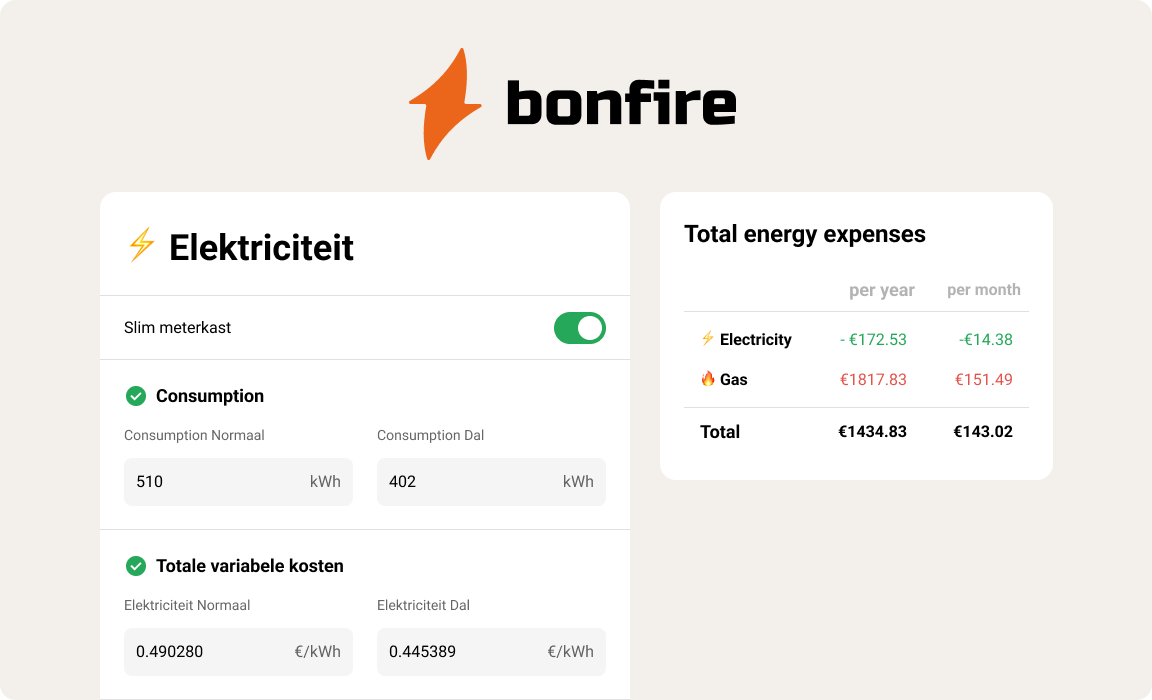 bonfire
Elektriciteit
Slim meterkast
Consumption
Consumption Normaal Consumption Dal
510 kWh 402 kWh
Totale variabele kosten
Elektriciteit Normaal Elektriciteit Dal
0.490280 €/kWh 0.445389 €/kWh
Total energy expenses
per year per month
Electricity - €172.53 -€14.38
Gas €1817.83 €151.49
Total €1434.83 €143.02